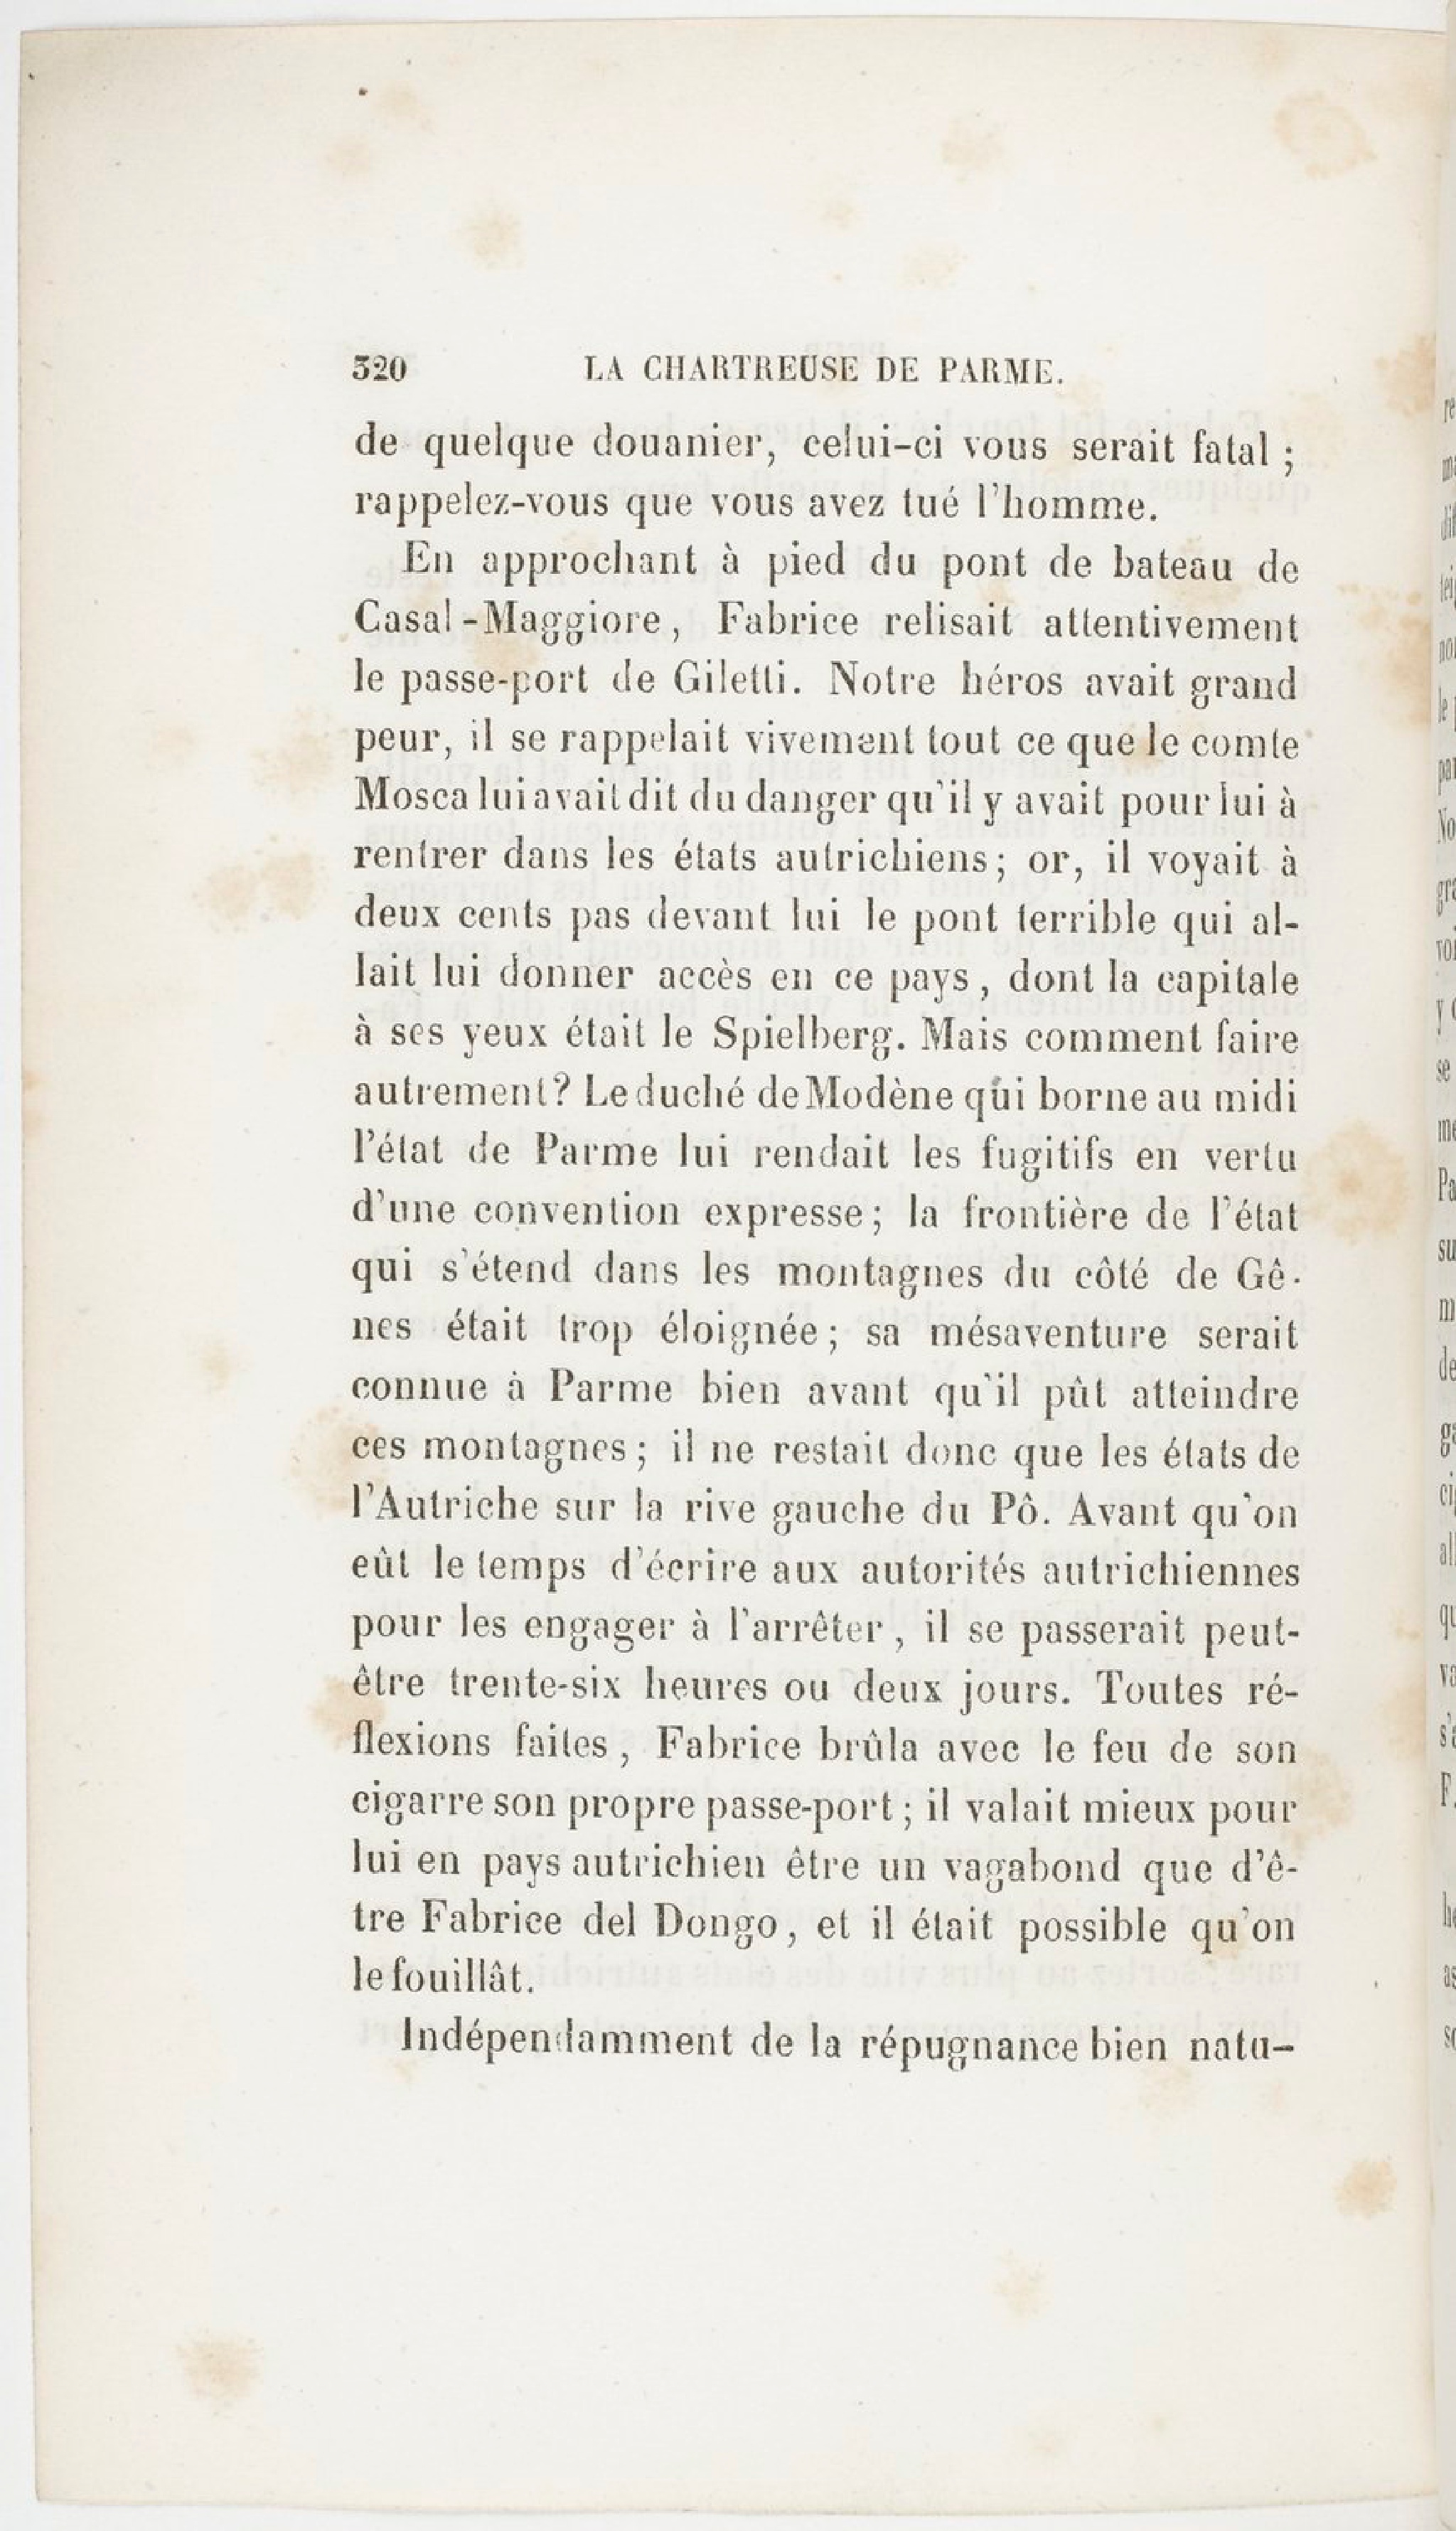 320 LA CHARTREUSE DE PARME.
de quelque douanier, celui-ci vous serait fatal ;
rappelez-vous que vous avez tué l'homme.
En approchant à pied du pont de bateau de
Casal-Maggiore, Fabrice relisait attentivement
le passe-port de Giletti. Notre héros avait grand
peur, il se rappelait vivement tout ce que le comte
Mosca lui avait dit du danger qu'il y avait pour lui à
rentrer dans les états autrichiens; or, il voyait à
deux cents pas devant lui le pont terrible qui al-
lait lui donner accès en ce pays, dont la capitale
à ses yeux était le Spielberg. Mais comment faire
autrement? Le duché de Modène qui borne au midi
l'état de Parme lui rendait les fugitifs en vertu
d'une convention expresse; la frontière de l'état
qui s'étend dans les montagnes du côté de Gê-
nes était trop éloignée; sa mésaventure serait
connue à Parme bien avant qu'il pût atteindre
ces montagnes; il ne restait donc que les états de
l'Autriche sur la rive gauche du Pô. Avant qu'on
eût le temps d'écrire aux autorités autrichiennes
pour les engager à l'arrêter, il se passerait peut-
être trente-six heures ou deux jours. Toutes ré-
flexions faites, Fabrice brûla avec le feu de son
cigarre son propre passe-port ; il valait mieux pour
lui en pays autrichien être un vagabond que d'ê-
tre Fabrice del Dongo, et il était possible qu'on
le fouillât.
Indépendamment de la répugnance bien natu-